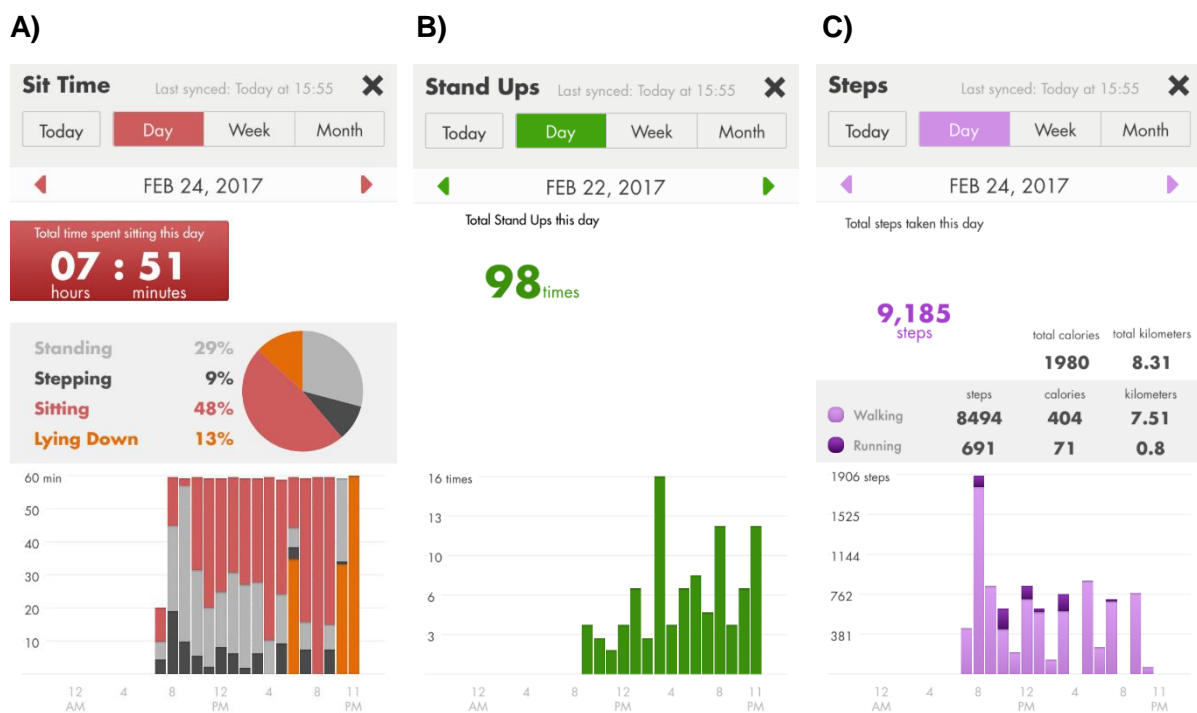 A)
Sit Time Last synced: Today at 15:55
Today Day Week Month
FEB 24, 2017
Total time spent sitting this day
07 : 51
hours minutes
Standing 29%
Stepping 9%
Sitting 48%
Lying Down 13%
60 min
50
40
30
20
10
12 4 8 12 4 8 11
AM PM PM
B)
Stand Ups Last synced: Today at 15:55
Today Day Week Month
FEB 22, 2017
Total Stand Ups this day
98 times
16 times
13
10
6
3
12 4 8 12 4 8 11
AM PM PM
C)
Steps Last synced: Today at 15:55
Today Day Week Month
FEB 24, 2017
Total steps taken this day
9,185
steps
total calories total kilometers
1980 8.31
steps calories kilometers
Walking 8494 404 7.51
Running 691 71 0.8
1906 steps
1525
1144
762
381
12 4 8 12 4 8 11
AM PM PM